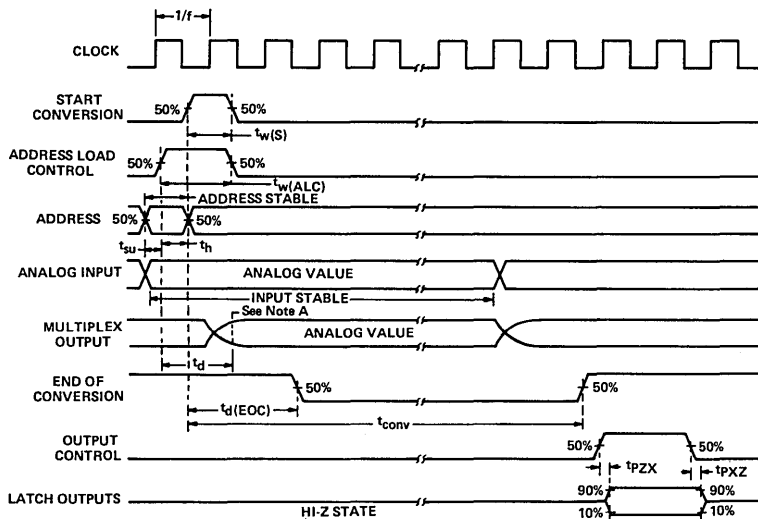 1/f
CLOCK
START
CONVERSION
50%
50%
tw(S)
ADDRESS LOAD
CONTROL
50%
50%
tw(ALC)
ADDRESS STABLE
ADDRESS
50%
50%
tsu
th
ANALOG INPUT
ANALOG VALUE
INPUT STABLE
See Note A
MULTIPLEX
OUTPUT
ANALOG VALUE
td
END OF
CONVERSION
50%
50%
td(EOC)
tconv
OUTPUT
CONTROL
50%
50%
tPZX
tPXZ
LATCH OUTPUTS
90%
90%
10%
10%
HI-Z STATE